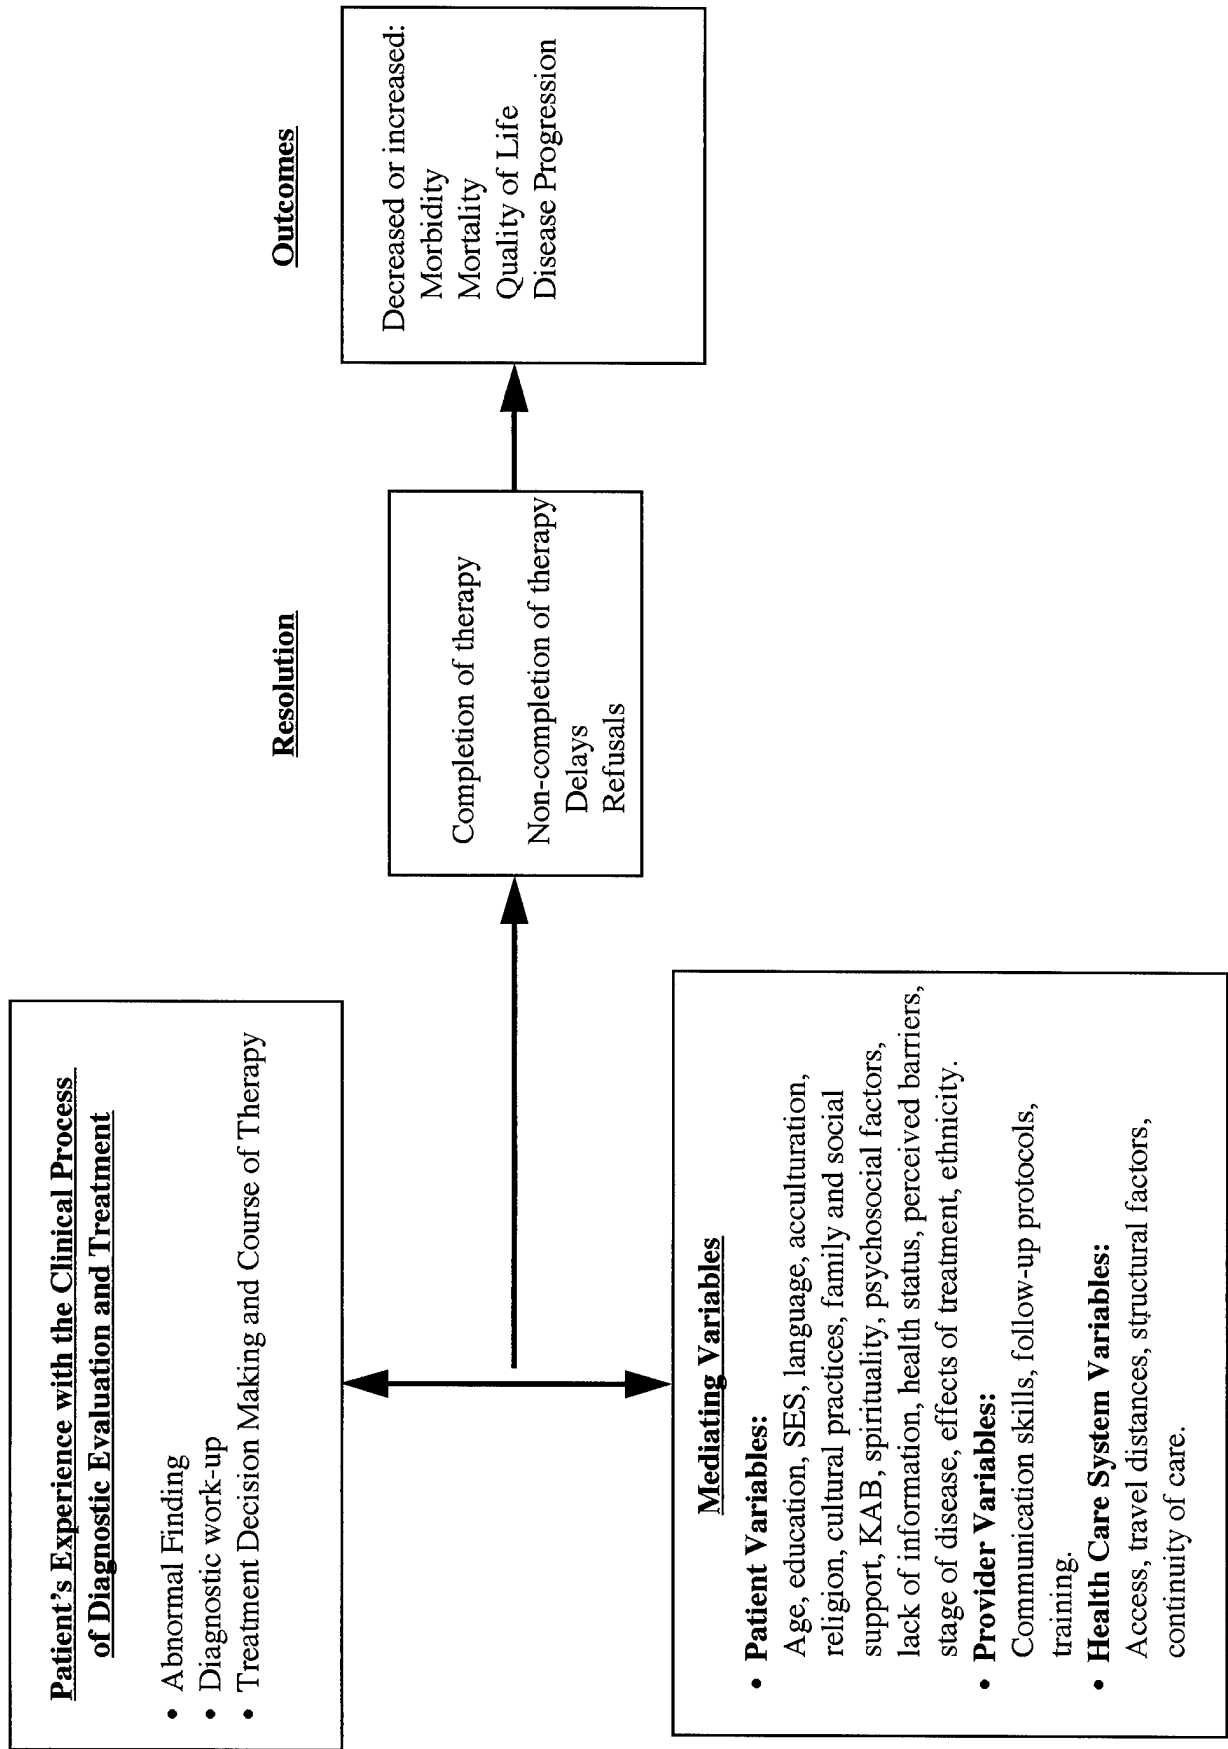 Patient's Experience with the Clinical Process
of Diagnostic Evaluation and Treatment
• Abnormal Finding
• Diagnostic work-up
• Treatment Decision Making and Course of Therapy
Mediating Variables
• Patient Variables:
Age, education, SES, language, acculturation,
religion, cultural practices, family and social
support, KAB, spirituality, psychosocial factors,
lack of information, health status, perceived barriers,
stage of disease, effects of treatment, ethnicity.
• Provider Variables:
Communication skills, follow-up protocols,
training.
• Health Care System Variables:
Access, travel distances, structural factors,
continuity of care.
Resolution
Completion of therapy
Non-completion of therapy
Delays
Refusals
Outcomes
Decreased or increased:
Morbidity
Mortality
Quality of Life
Disease Progression